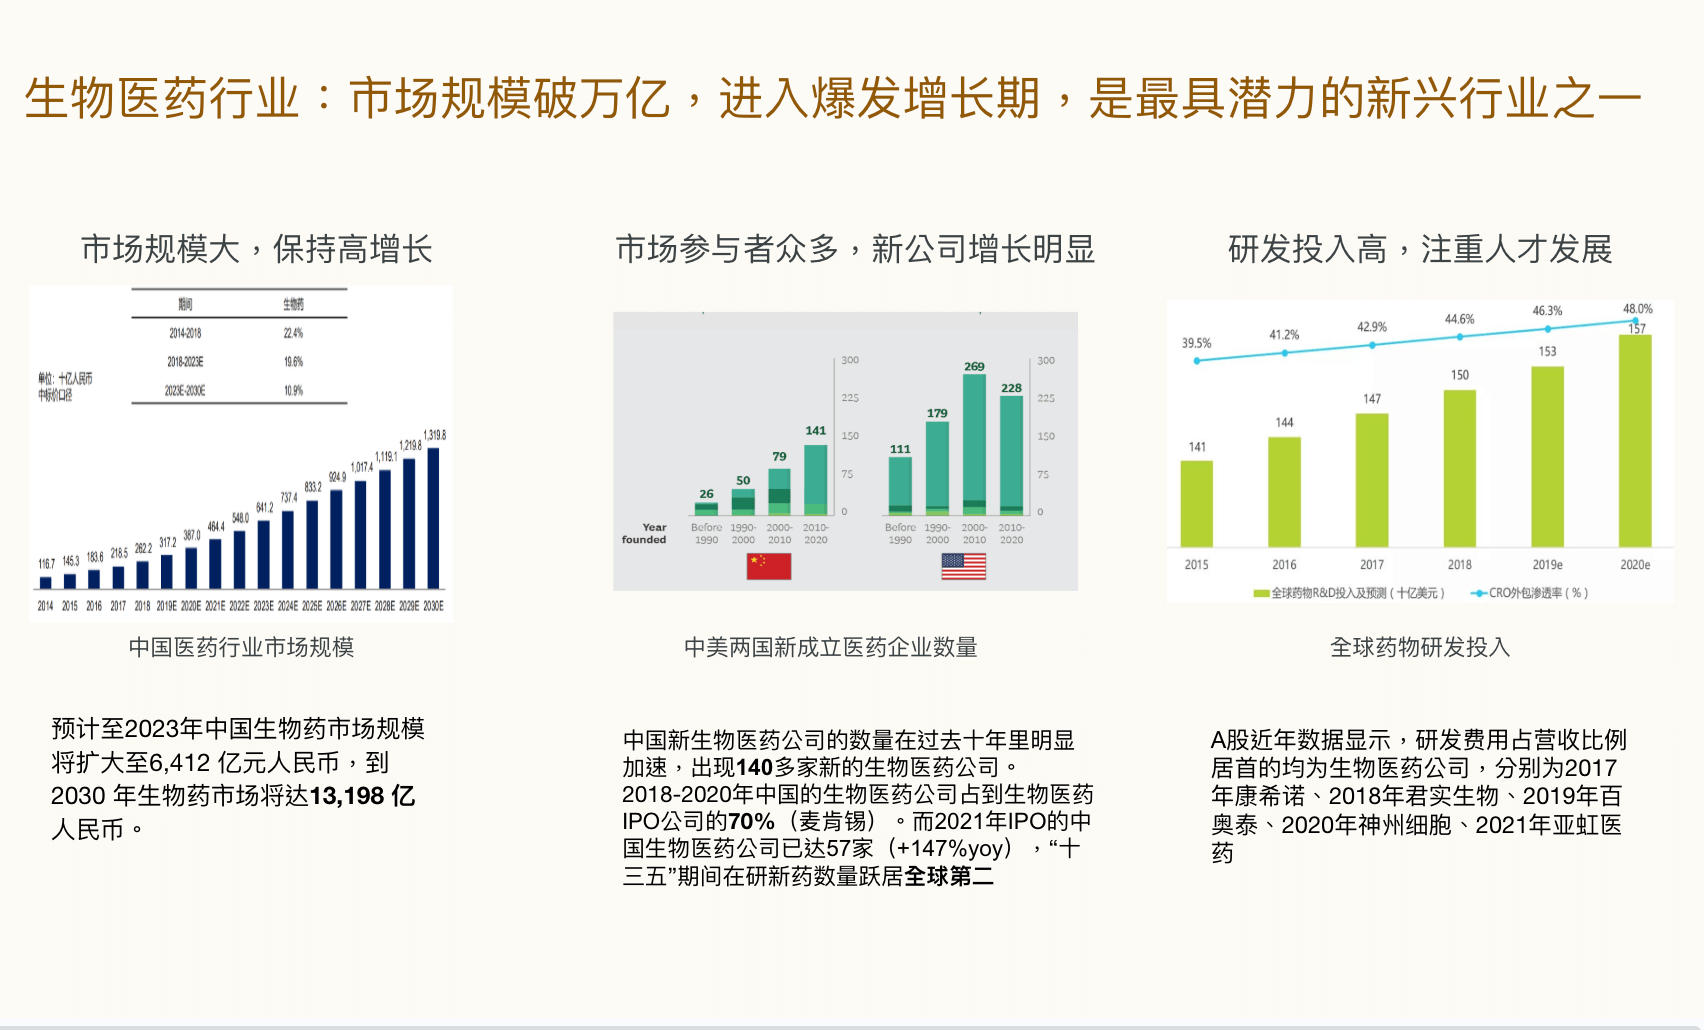 生物医药行业：市场规模破万亿，进入爆发增长期，是最具潜力的新兴行业之一
市场规模大，保持高增长
期间 生物药
2014-2018 22.4%
2018-2023E 19.6%
2023E-2030E 10.9%
单位：十亿人民币
中标价口径
116.7 145.3 183.6 218.5 262.2 317.2 387.0 464.4 548.0 641.2 737.4 833.2 924.9 1,017.4 1,119.1 1,219.8 1,319.8
2014 2015 2016 2017 2018 2019E 2020E 2021E 2022E 2023E 2024E 2025E 2026E 2027E 2028E 2029E 2030E
中国医药行业市场规模
预计至2023年中国生物药市场规模
将扩大至6,412 亿元人民币，到
2030 年生物药市场将达13,198 亿
人民币。
市场参与者众多，新公司增长明显
300
225
150
75
0
26 50 79 141
300
225
150
75
0
111 179 269 228
Year
founded
Before 1990- 2000- 2010-
1990 2000 2010 2020
Before 1990- 2000- 2010-
1990 2000 2010 2020
中美两国新成立医药企业数量
中国新生物医药公司的数量在过去十年里明显
加速，出现140多家新的生物医药公司。
2018-2020年中国的生物医药公司占到生物医药
IPO公司的70%（麦肯锡）。而2021年IPO的中
国生物医药公司已达57家（+147%yoy），“十
三五”期间在研新药数量跃居全球第二
研发投入高，注重人才发展
39.5% 41.2% 42.9% 44.6% 46.3% 48.0%
141 144 147 150 153 157
2015 2016 2017 2018 2019e 2020e
全球药物R&D投入及预测（十亿美元） CRO外包渗透率（%）
全球药物研发投入
A股近年数据显示，研发费用占营收比例
居首的均为生物医药公司，分别为2017
年康希诺、2018年君实生物、2019年百
奥泰、2020年神州细胞、2021年亚虹医
药